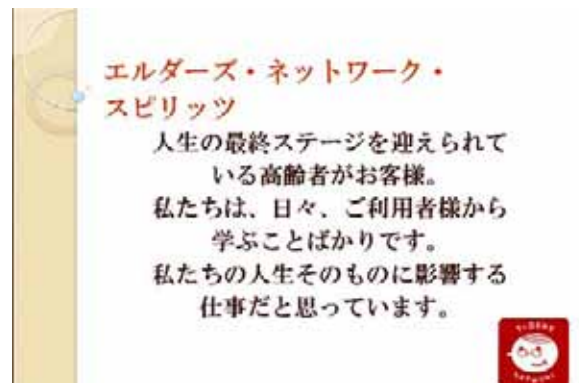 エルダーズ・ネットワーク・
スピリッツ
人生の最終ステージを迎えられて
いる高齢者がお客様。
私たちは、日々、ご利用者様から
学ぶことばかりです。
私たちの人生そのものに影響する
仕事だと思っています。
ELDERS
NETWORK